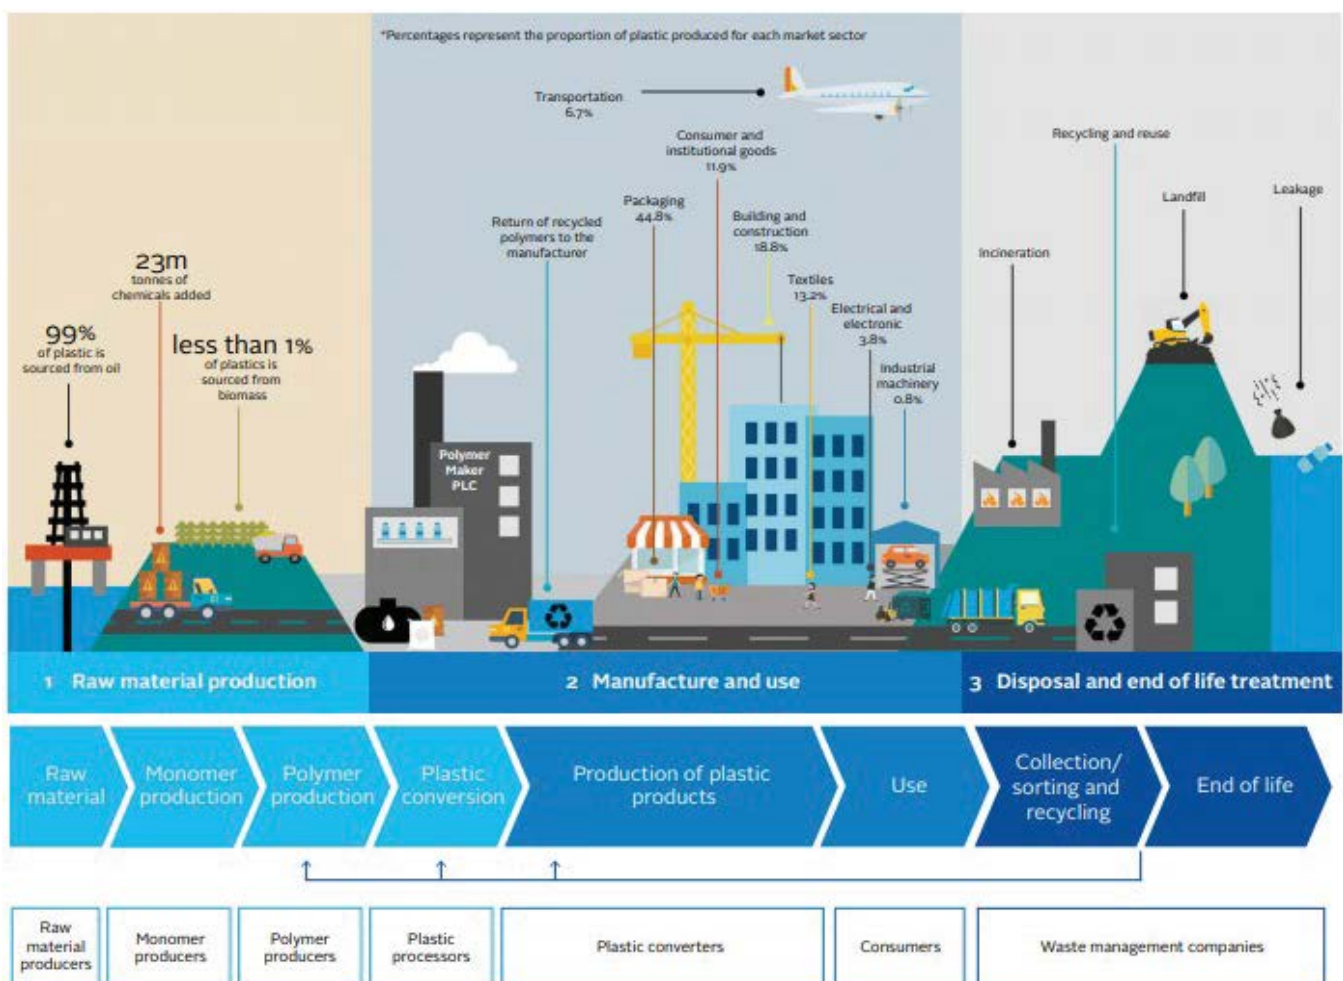 *Percentages represent the proportion of plastic produced for each market sector
Transportation
6.7%
Consumer and
institutional goods
11.9%
Packaging
44.8%
Building and
construction
18.8%
Return of recycled
polymers to the
manufacturer
Textiles
13.2%
Electrical and
electronic
3.8%
Industrial
machinery
0.8%
Recycling and reuse
Landfill
Leakage
Incineration
23m
tonnes of
chemicals added
99%
of plastic is
sourced from oil
less than 1%
of plastics is
sourced from
biomass
Polymer
Maker
PLC
1 Raw material production
2 Manufacture and use
3 Disposal and end of life treatment
Raw
material
Monomer
production
Polymer
production
Plastic
conversion
Production of plastic
products
Use
Collection/
sorting and
recycling
End of life
Raw
material
producers
Monomer
producers
Polymer
producers
Plastic
processors
Plastic converters
Consumers
Waste management companies